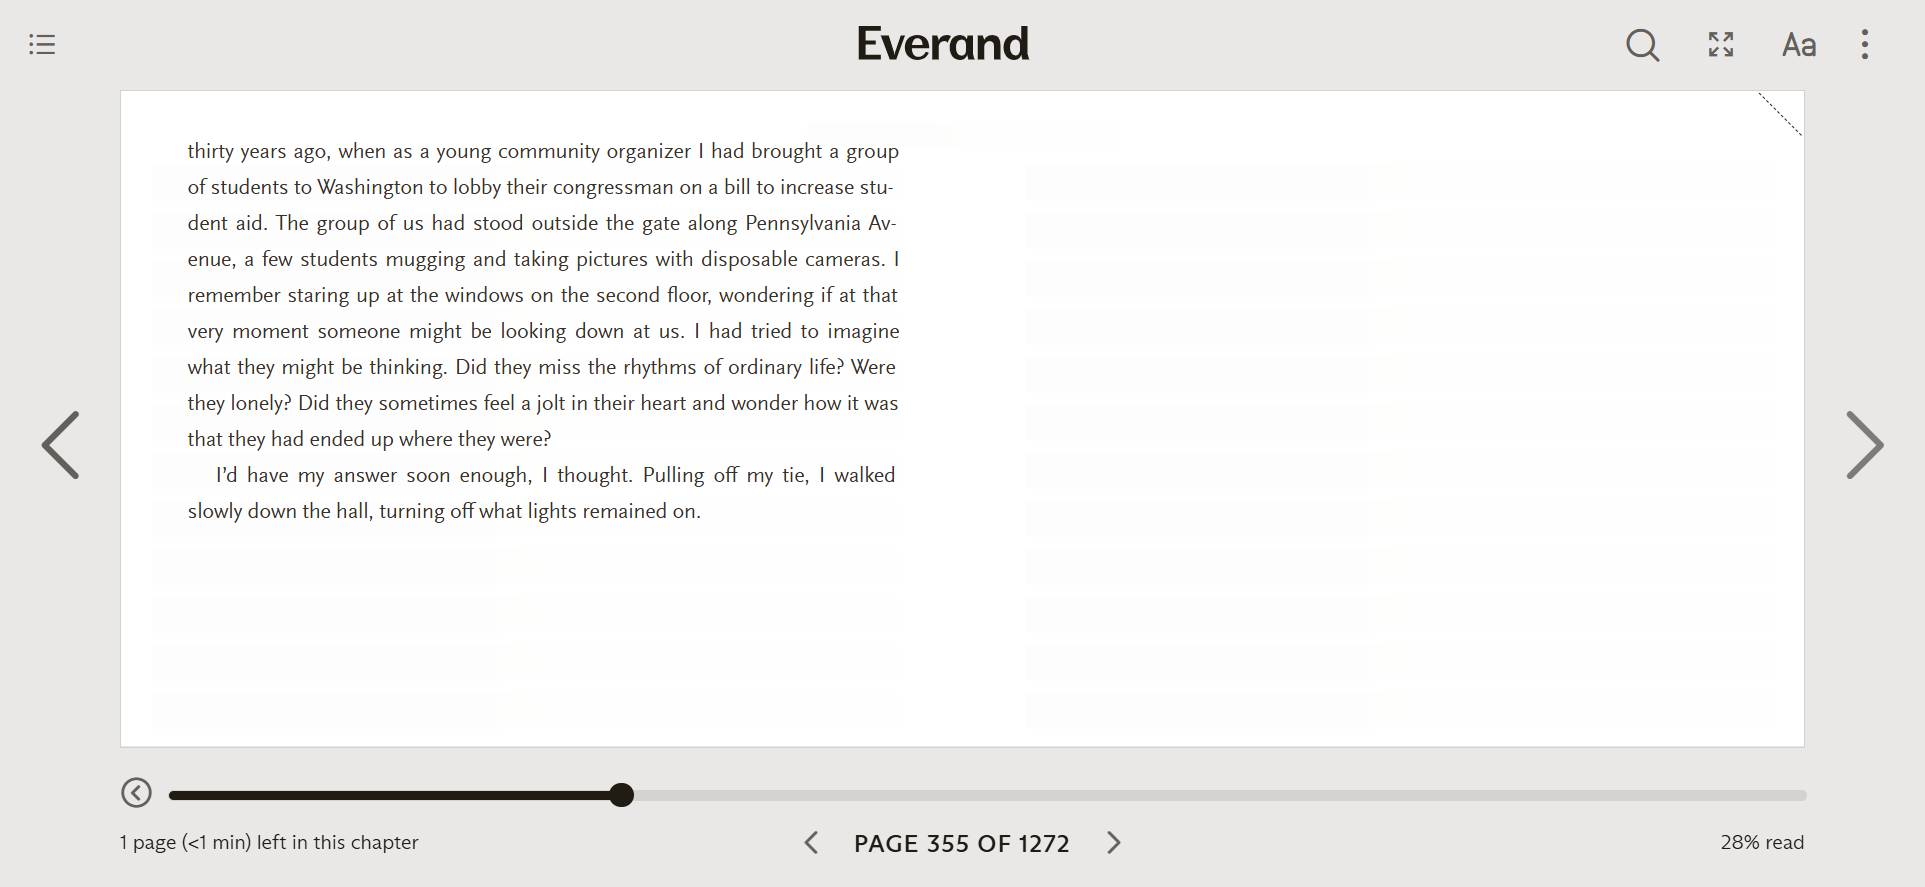 Everand
Aa
thirty years ago, when as a young community organizer I had brought a group
of students to Washington to lobby their congressman on a bill to increase stu-
dent aid. The group of us had stood outside the gate along Pennsylvania Av-
enue, a few students mugging and taking pictures with disposable cameras. I
remember staring up at the windows on the second floor, wondering if at that
very moment someone might be looking down at us. I had tried to imagine
what they might be thinking. Did they miss the rhythms of ordinary life? Were
they lonely? Did they sometimes feel a jolt in their heart and wonder how it was
that they had ended up where they were?
I’d have my answer soon enough, I thought. Pulling off my tie, I walked
slowly down the hall, turning off what lights remained on.
1 page (<1 min) left in this chapter
PAGE 355 OF 1272
28% read